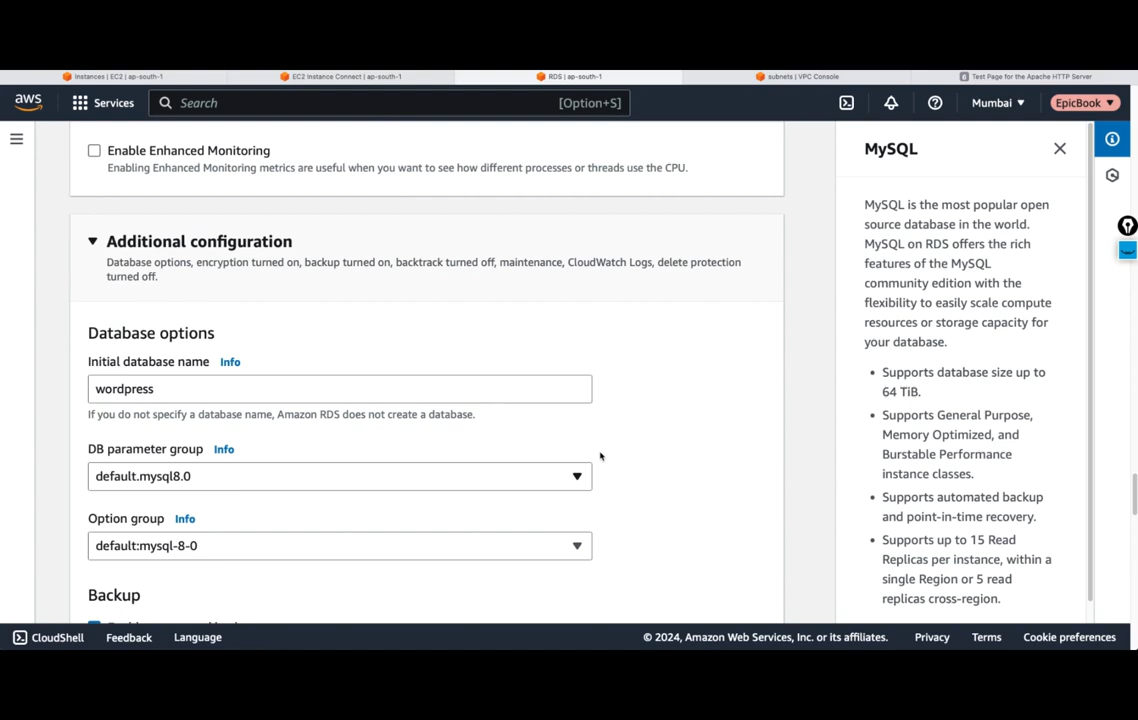 Instances | EC2 | ap-south-1
EC2 Instance Connect | ap-south-1
RDS | ap-south-1
subnets | VPC Console
Test Page for the Apache HTTP Server
aws
Services
Search
[Option+S]
Mumbai ▼
EpicBook ▼
Enable Enhanced Monitoring
Enabling Enhanced Monitoring metrics are useful when you want to see how different processes or threads use the CPU.
Additional configuration
Database options, encryption turned on, backup turned on, backtrack turned off, maintenance, CloudWatch Logs, delete protection
turned off.
Database options
Initial database name Info
wordpress
If you do not specify a database name, Amazon RDS does not create a database.
DB parameter group Info
default.mysql8.0
Option group Info
default:mysql-8-0
Backup
MySQL
MySQL is the most popular open
source database in the world.
MySQL on RDS offers the rich
features of the MySQL
community edition with the
flexibility to easily scale compute
resources or storage capacity for
your database.
• Supports database size up to
64 TiB.
• Supports General Purpose,
Memory Optimized, and
Burstable Performance
instance classes.
• Supports automated backup
and point-in-time recovery.
• Supports up to 15 Read
Replicas per instance, within a
single Region or 5 read
replicas cross-region.
CloudShell
Feedback
Language
© 2024, Amazon Web Services, Inc. or its affiliates.
Privacy
Terms
Cookie preferences